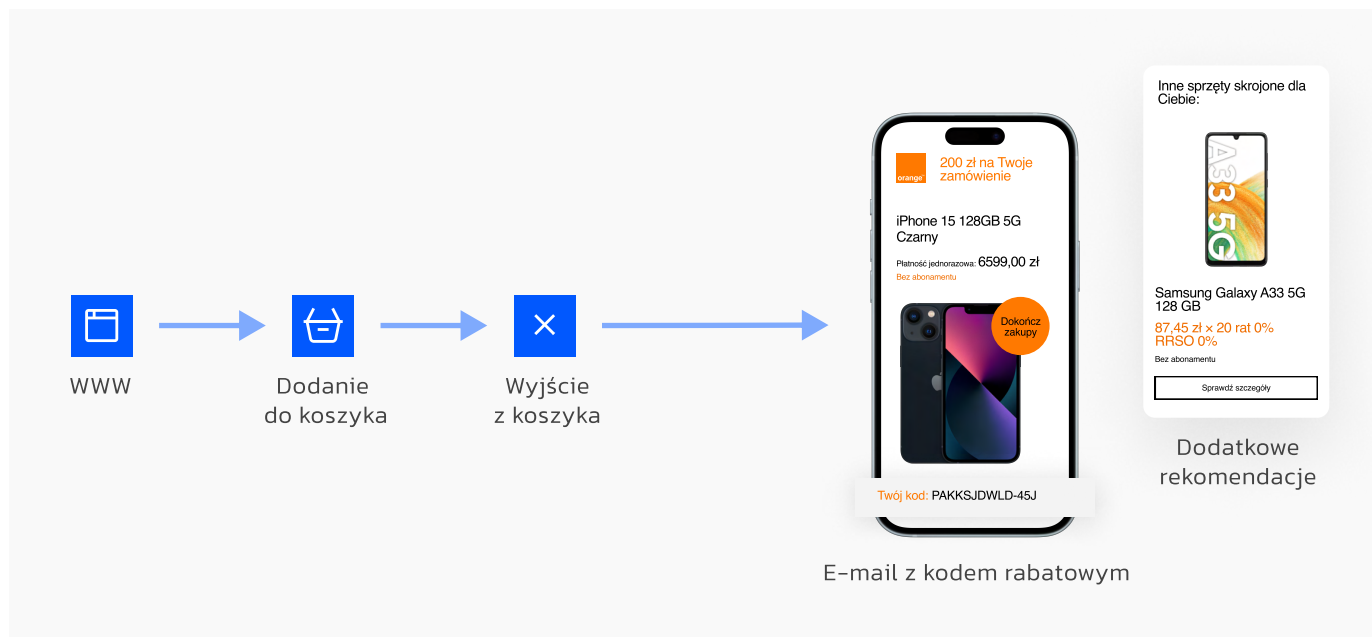 WWW
Dodanie
do koszyka
Wyjście
z koszyka
orange
200 zł na Twoje
zamówienie
iPhone 15 128GB 5G
Czarny
Płatność jednorazowa: 6599,00 zł
Bez abonamentu
Dokończ
zakupy
Twój kod: PAKKSJDWLD-45J
E-mail z kodem rabatowym
Inne sprzęty skrojone dla
Ciebie:
A33 5G
Samsung Galaxy A33 5G
128 GB
87,45 zł × 20 rat 0%
RRSO 0%
Bez abonamentu
Sprawdź szczegóły
Dodatkowe
rekomendacje